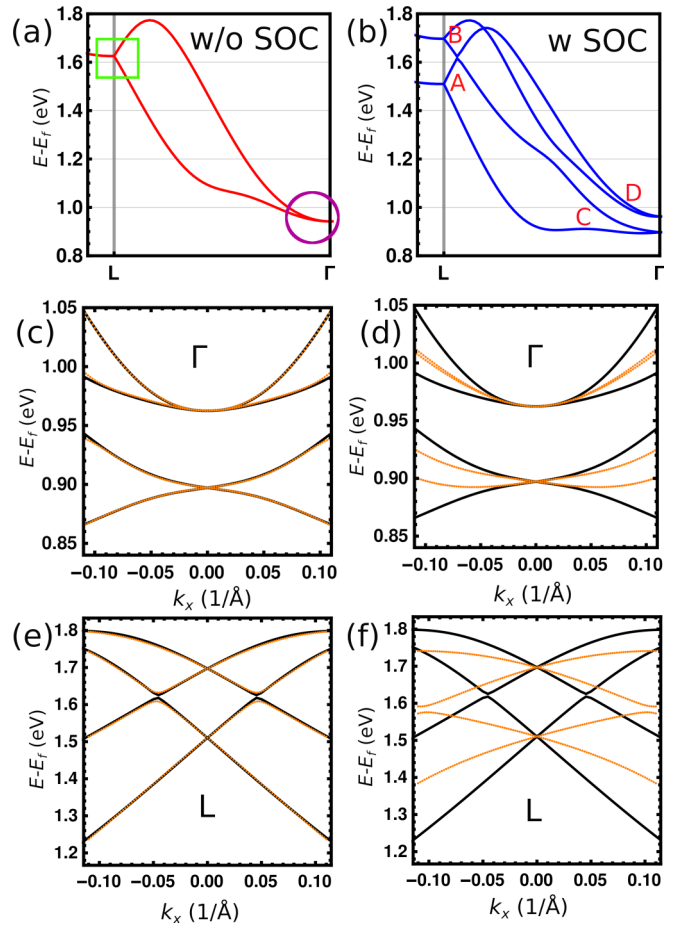 (a) w/o SOC
1.8
1.6
1.4
1.2
1.0
0.8
E-E_f (eV)
L Γ
(b) w SOC
1.8
1.6
1.4
1.2
1.0
0.8
E-E_f (eV)
B
A
D
C
L Γ
(c) Γ
1.05
1.00
0.95
0.90
0.85
E-E_f (eV)
−0.10 −0.05 0.00 0.05 0.10
k_x (1/Å)
(d) Γ
1.05
1.00
0.95
0.90
0.85
E-E_f (eV)
−0.10 −0.05 0.00 0.05 0.10
k_x (1/Å)
(e)
1.8
1.7
1.6
1.5
1.4
1.3
1.2
E-E_f (eV)
L
−0.10 −0.05 0.00 0.05 0.10
k_x (1/Å)
(f)
1.8
1.7
1.6
1.5
1.4
1.3
1.2
E-E_f (eV)
L
−0.10 −0.05 0.00 0.05 0.10
k_x (1/Å)